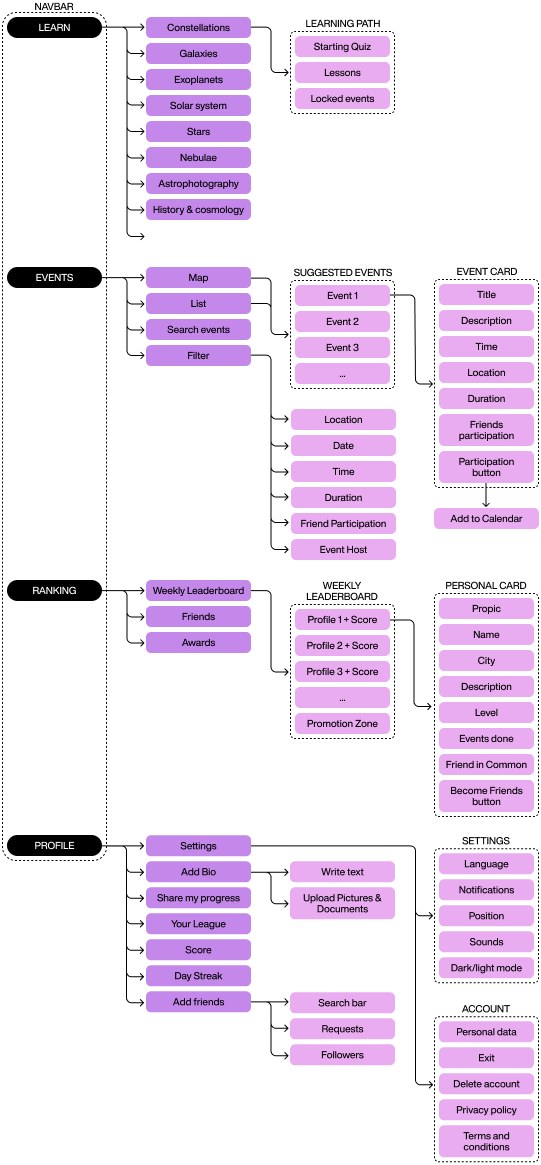 NAVBAR
LEARN
Constellations
Galaxies
Exoplanets
Solar system
Stars
Nebulae
Astrophotography
History & cosmology
LEARNING PATH
Starting Quiz
Lessons
Locked events
EVENTS
Map
List
Search events
Filter
SUGGESTED EVENTS
Event 1
Event 2
Event 3
...
Location
Date
Time
Duration
Friend Participation
Event Host
EVENT CARD
Title
Description
Time
Location
Duration
Friends
participation
Participation
button
Add to Calendar
RANKING
Weekly Leaderboard
Friends
Awards
WEEKLY
LEADERBOARD
Profile 1 + Score
Profile 2 + Score
Profile 3 + Score
...
Promotion Zone
PERSONAL CARD
Propic
Name
City
Description
Level
Events done
Friend in Common
Become Friends
button
PROFILE
Settings
Add Bio
Share my progress
Your League
Score
Day Streak
Add friends
Write text
Upload Pictures &
Documents
Search bar
Requests
Followers
SETTINGS
Language
Notifications
Position
Sounds
Dark/light mode
ACCOUNT
Personal data
Exit
Delete account
Privacy policy
Terms and
conditions